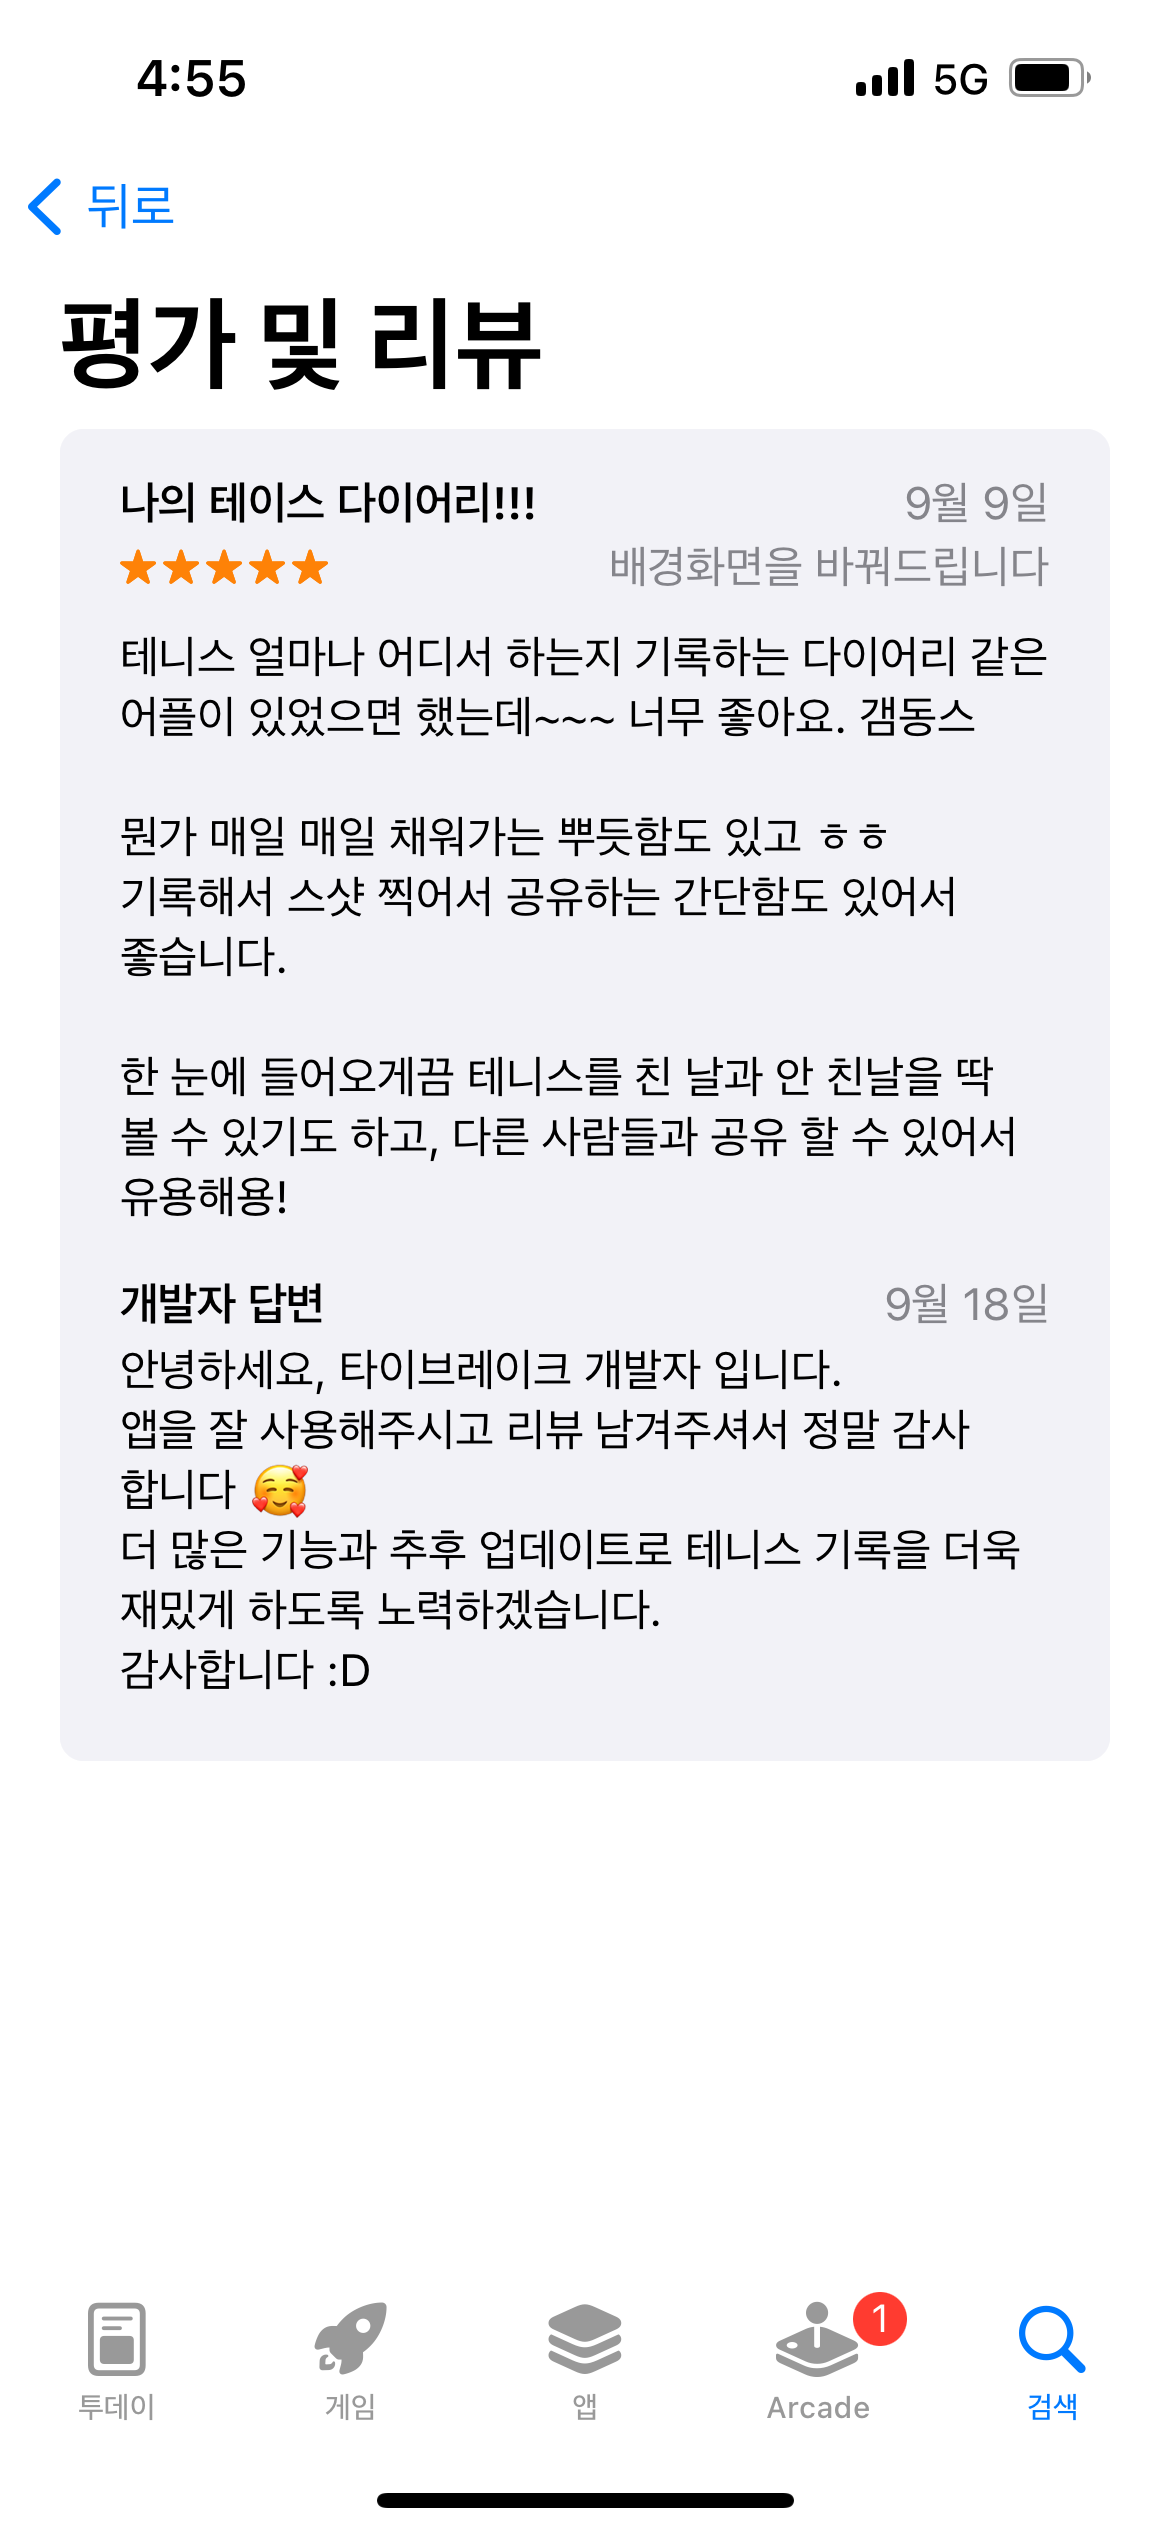 4:55
5G
뒤로
평가 및 리뷰
나의 테이스 다이어리!!!
9월 9일
배경화면을 바꿔드립니다
테니스 얼마나 어디서 하는지 기록하는 다이어리 같은
어플이 있었으면 했는데~~~ 너무 좋아요. 갬동스
뭔가 매일 매일 채워가는 뿌듯함도 있고 ㅎㅎ
기록해서 스샷 찍어서 공유하는 간단함도 있어서
좋습니다.
한 눈에 들어오게끔 테니스를 친 날과 안 친날을 딱
볼 수 있기도 하고, 다른 사람들과 공유 할 수 있어서
유용해용!
개발자 답변
9월 18일
안녕하세요, 타이브레이크 개발자 입니다.
앱을 잘 사용해주시고 리뷰 남겨주셔서 정말 감사
합니다 🥰
더 많은 기능과 추후 업데이트로 테니스 기록을 더욱
재밌게 하도록 노력하겠습니다.
감사합니다 :D
1
투데이
게임
앱
Arcade
검색